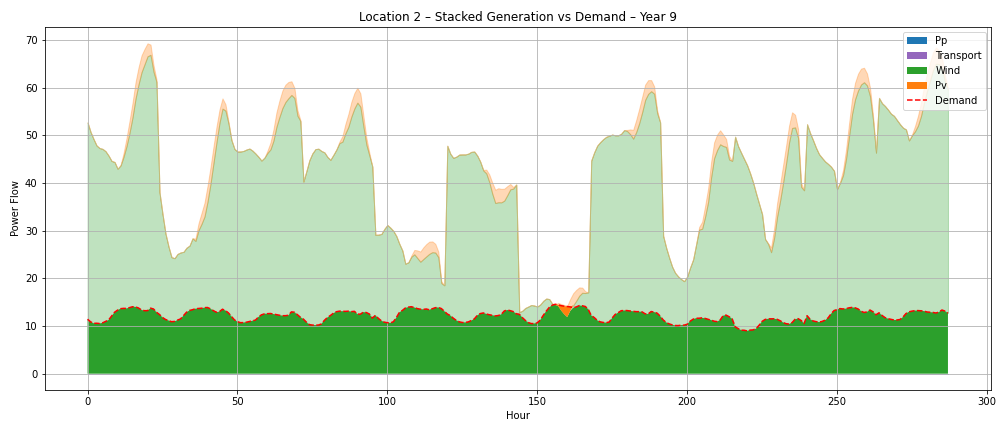 Location 2 – Stacked Generation vs Demand – Year 9
Power Flow
70
60
50
40
30
20
10
0
0 50 100 150 200 250 300
Hour
Pp
Transport
Wind
Pv
Demand